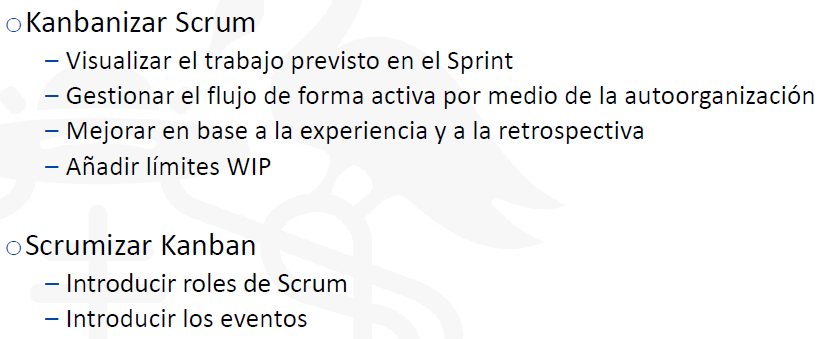 ○ Kanbanizar Scrum
– Visualizar el trabajo previsto en el Sprint
– Gestionar el flujo de forma activa por medio de la autoorganización
– Mejorar en base a la experiencia y a la retrospectiva
– Añadir límites WIP
○ Scrumizar Kanban
– Introducir roles de Scrum
– Introducir los eventos